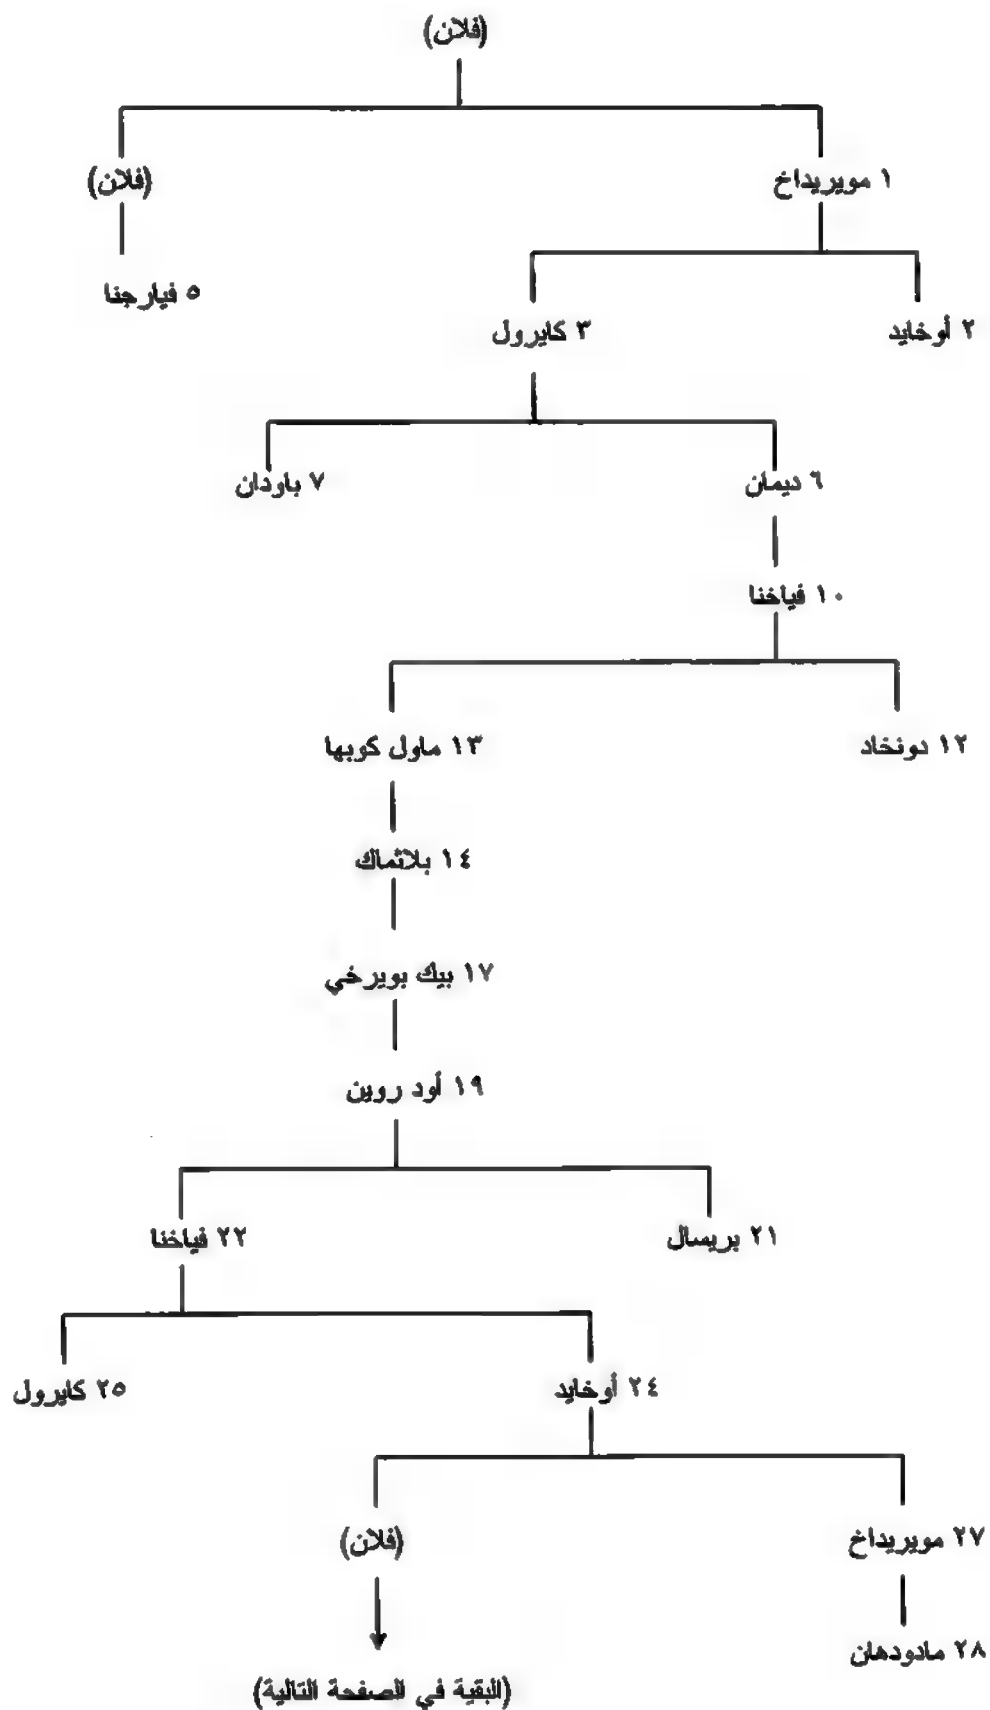 (فلان)
١ مويريداخ
(فلان)
٥ فيارجنا
٢ أوخايد
٣ كايرول
٦ ديمان
٧ باودان
١٠ فياخنا
١٢ دونخاد
١٣ ماول كوبها
١٤ بلاثماك
١٧ بيك بويرخي
١٩ أود روين
٢١ بريسال
٢٢ فياخنا
٢٤ أوخايد
٢٥ كايرول
٢٧ مويريداخ
(فلان)
٢٨ مادودهان
(البقية في الصفحة التالية)